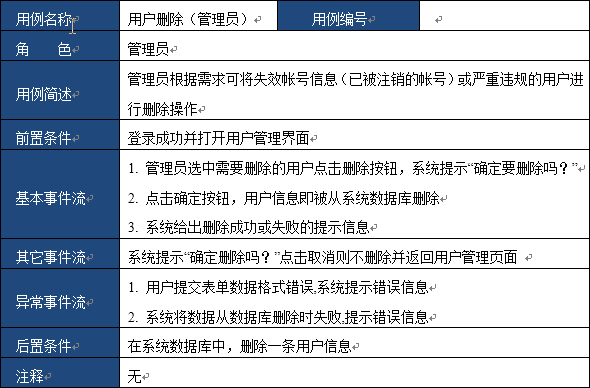 用例名称 用户删除（管理员） 用例编号
角 色 管理员
用例简述 管理员根据需求可将失效帐号信息（已被注销的帐号）或严重违规的用户进
行删除操作
前置条件 登录成功并打开用户管理界面
基本事件流 1. 管理员选中需要删除的用户点击删除按钮，系统提示“确定要删除吗？”
2. 点击确定按钮，用户信息即被从系统数据库删除
3. 系统给出删除成功或失败的提示信息
其它事件流 系统提示“确定删除吗？”点击取消则不删除并返回用户管理页面
异常事件流 1. 用户提交表单数据格式错误,系统提示错误信息
2. 系统将数据从数据库删除时失败,提示错误信息
后置条件 在系统数据库中，删除一条用户信息
注释 无